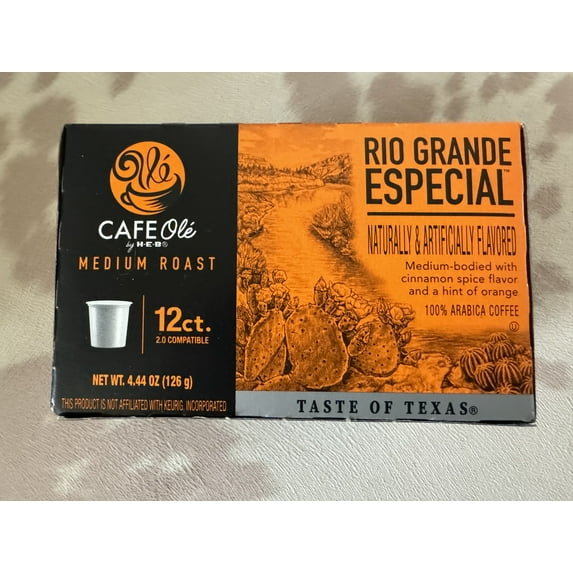 Olé
CAFE Olé
by H-E-B®
MEDIUM ROAST
12ct.
2.0 COMPATIBLE
NET WT. 4.44 OZ (126 g)
THIS PRODUCT IS NOT AFFILIATED WITH KEURIG, INCORPORATED
RIO GRANDE
ESPECIAL™
NATURALLY & ARTIFICIALLY FLAVORED
Medium-bodied with
cinnamon spice flavor
and a hint of orange
100% ARABICA COFFEE
U
TASTE OF TEXAS®